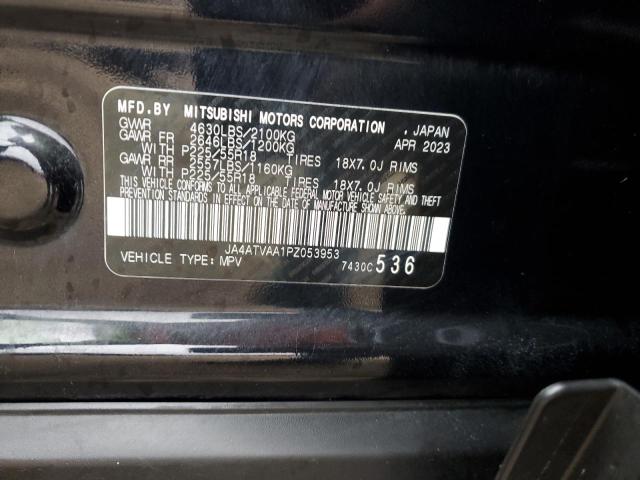 MFD.BY MITSUBISHI MOTORS CORPORATION , JAPAN
GVWR 4630LBS/2100KG APR 2023
GAWR FR 2646LBS/1200KG
WITH P225/55R18 TIRES 18X7.0J RIMS
GAWR RR 2557LBS/1160KG
WITH P225/55R18 TIRES 18X7.0J RIMS
THIS VEHICLE CONFORMS TO ALL APPLICABLE FEDERAL MOTOR VEHICLE SAFETY, BUMPER AND THEFT
PREVENTION STANDARDS IN EFFECT ON THE DATE OF MANUFACTURE SHOWN ABOVE.
JA4ATVAA1PZ053953
VEHICLE TYPE: MPV 7430C 536